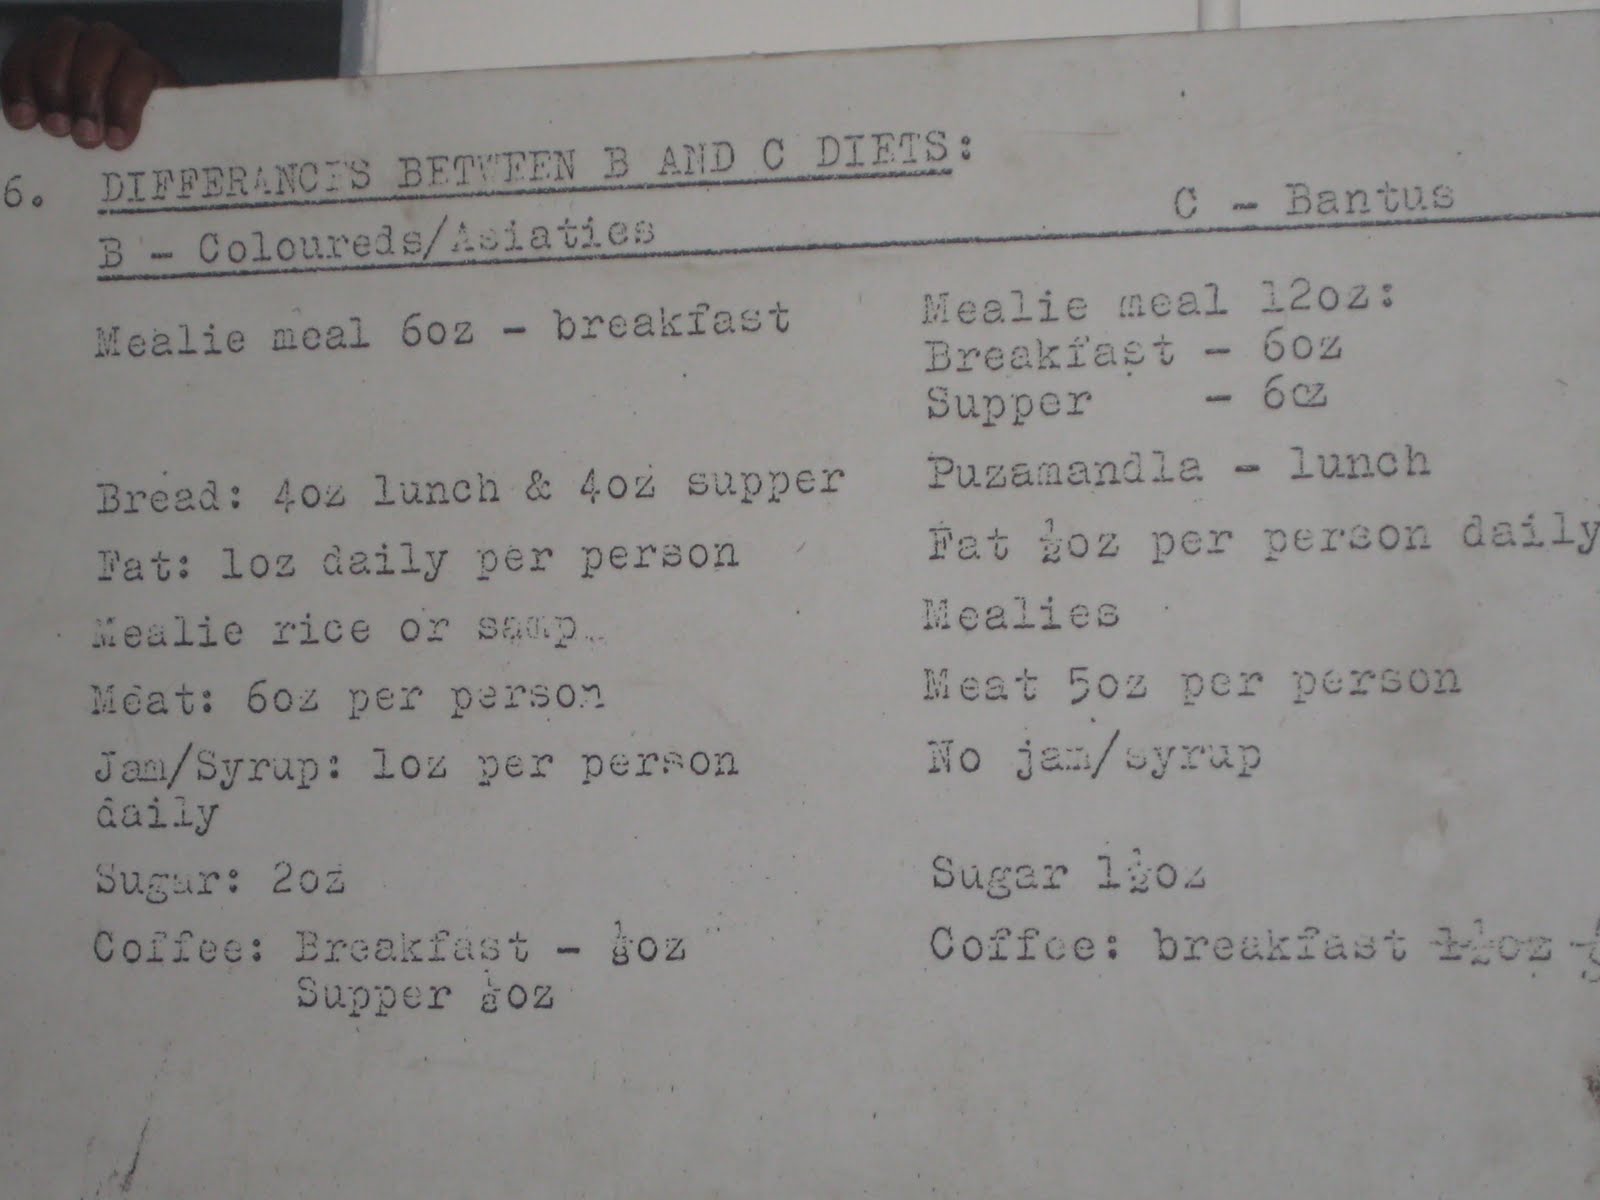 6. DIFFERANCES BETWEEN B AND C DIETS:
B - Coloureds/Asiaties
C - Bantus
Mealie meal 6oz - breakfast
Mealie meal 12oz:
Breakfast - 6oz
Supper - 6oz
Bread: 4oz lunch & 4oz supper
Puzamandla - lunch
Fat: 1oz daily per person
Fat ½oz per person daily
Mealie rice or samp
Mealies
Meat: 6oz per person
Meat 5oz per person
Jam/Syrup: 1oz per person
daily
No jam/syrup
Sugar: 2oz
Sugar 1½oz
Coffee: Breakfast - ⅛oz
Supper ⅛oz
Coffee: breakfast 1½oz